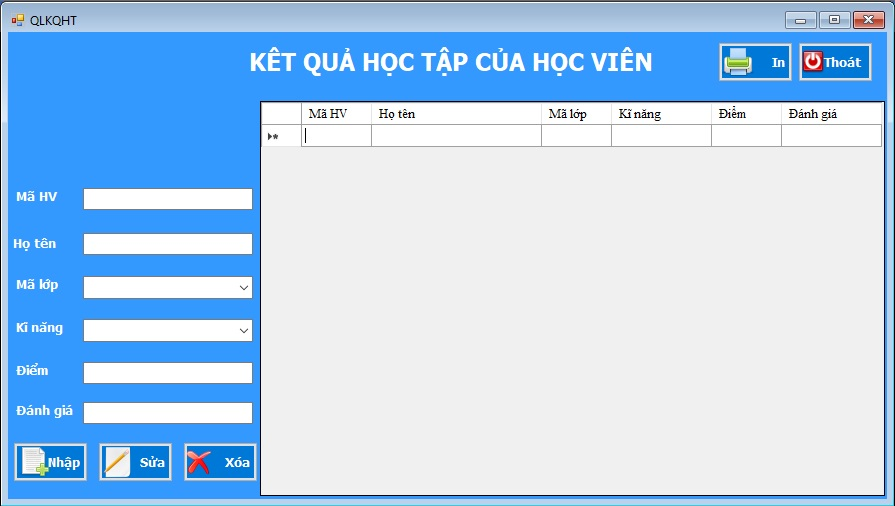 QLKQHT
KẾT QUẢ HỌC TẬP CỦA HỌC VIÊN
In
Thoát
Mã HV Họ tên Mã lớp Kĩ năng Điểm Đánh giá
Mã HV
Họ tên
Mã lớp
Kĩ năng
Điểm
Đánh giá
Nhập Sửa Xóa